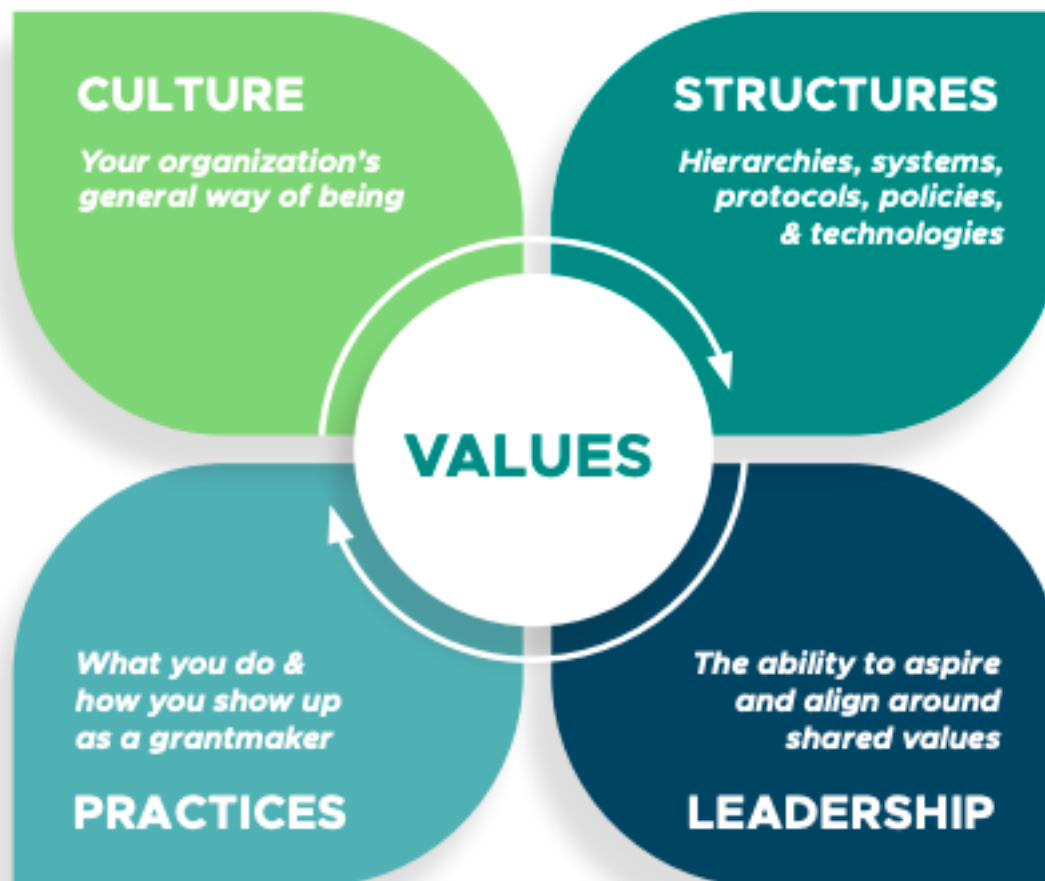 CULTURE
Your organization's
general way of being
STRUCTURES
Hierarchies, systems,
protocols, policies,
& technologies
VALUES
What you do &
how you show up
as a grantmaker
PRACTICES
The ability to aspire
and align around
shared values
LEADERSHIP